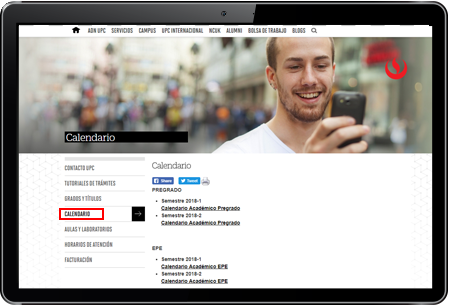 ADN UPC SERVICIOS CAMPUS UPC INTERNACIONAL NCUK ALUMNI BOLSA DE TRABAJO BLOGS
Calendario
CONTACTO UPC
TUTORIALES DE TRÁMITES
GRADOS Y TÍTULOS
CALENDARIO
AULAS Y LABORATORIOS
HORARIOS DE ATENCIÓN
FACTURACIÓN
Calendario
Share Tweet
PREGRADO
Semestre 2018-1
Calendario Académico Pregrado
Semestre 2018-2
Calendario Académico Pregrado
EPE
Semestre 2018-1
Calendario Académico EPE
Semestre 2018-2
Calendario Académico EPE